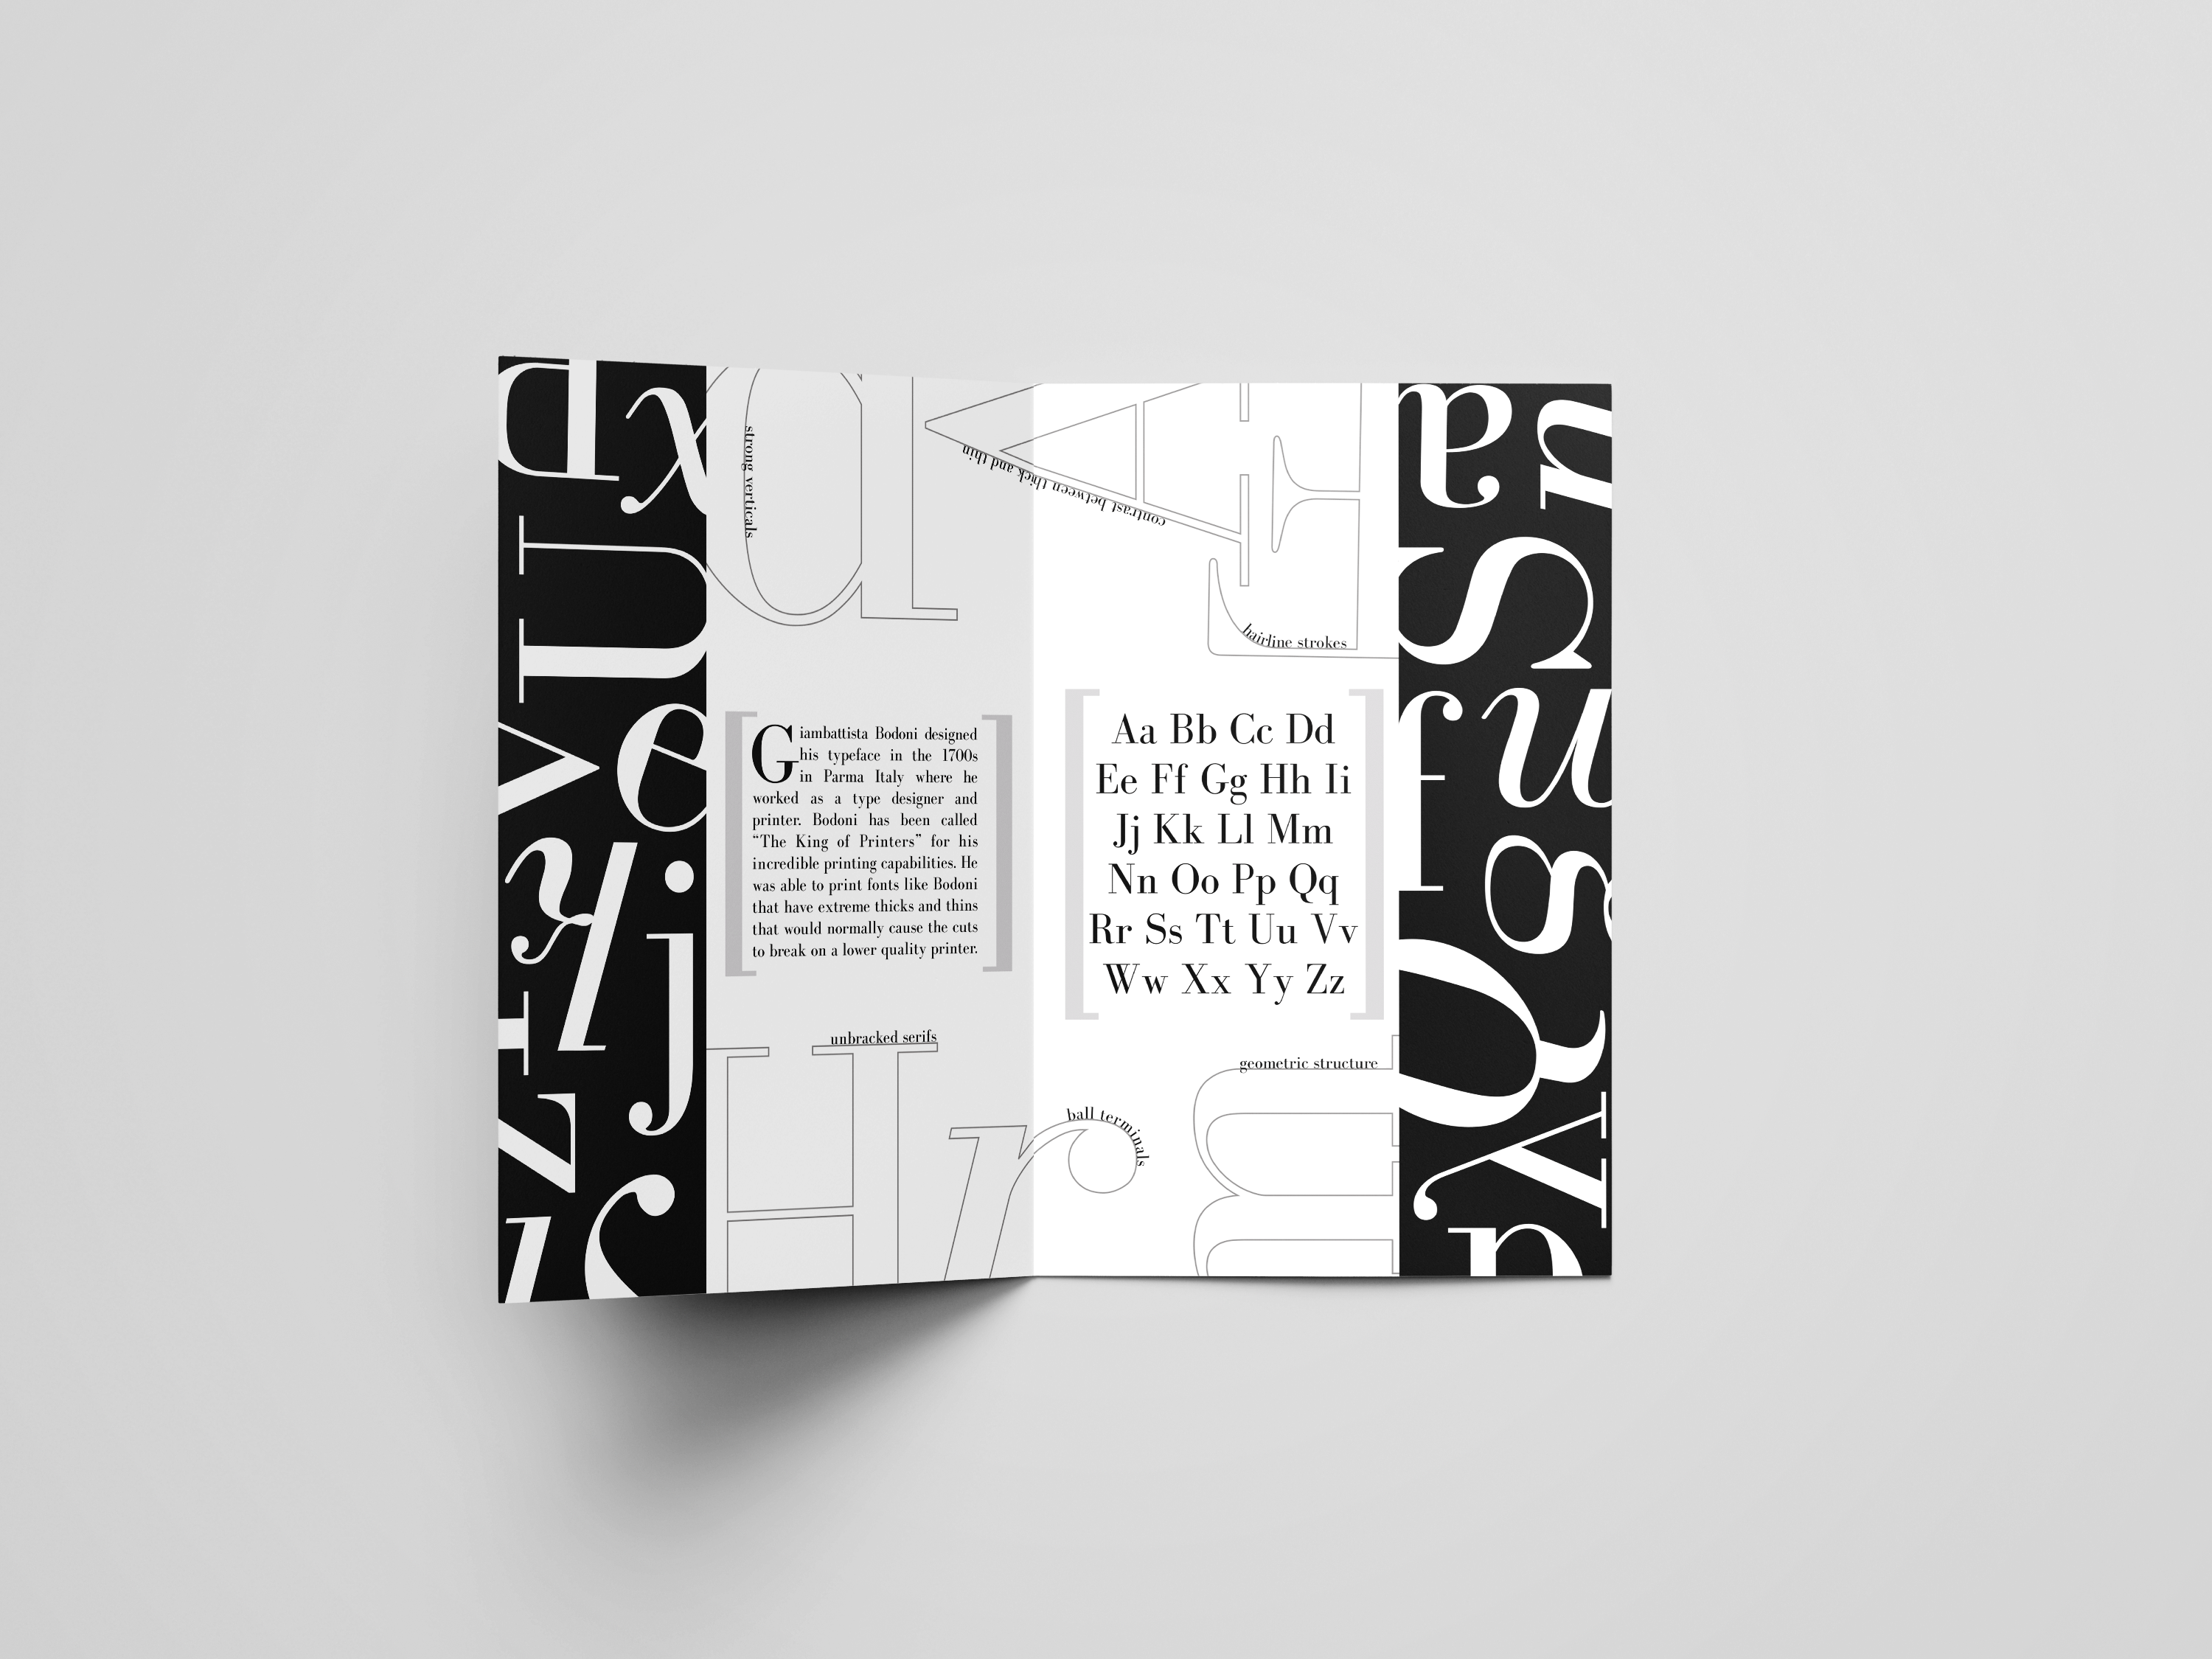 strong verticals
contrast between thick and thin
hairline strokes
Giambattista Bodoni designed
his typeface in the 1700s
in Parma Italy where he
worked as a type designer and
printer. Bodoni has been called
“The King of Printers” for his
incredible printing capabilities. He
was able to print fonts like Bodoni
that have extreme thicks and thins
that would normally cause the cuts
to break on a lower quality printer.
unbracked serifs
Aa Bb Cc Dd
Ee Ff Gg Hh Ii
Jj Kk Ll Mm
Nn Oo Pp Qq
Rr Ss Tt Uu Vv
Ww Xx Yy Zz
geometric structure
ball terminals